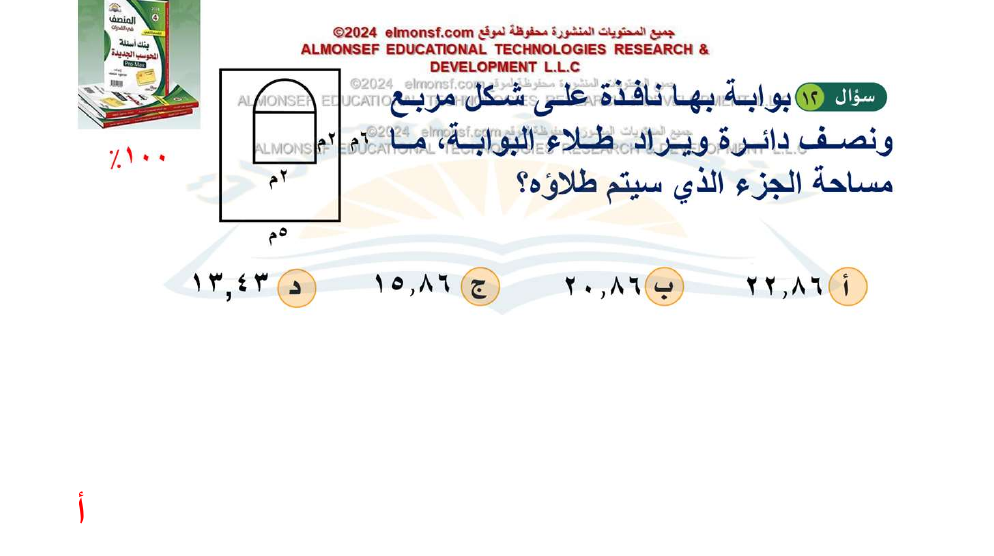 جميع المحتويات المنشورة محفوظة لموقع elmonsf.com ©2024
ALMONSEF EDUCATIONAL TECHNOLOGIES RESEARCH &
DEVELOPMENT L.L.C
المنصف
بنك أسئلة
المحوسب الجديدة
سؤال ١٢ بوابة بها نافذة على شكل مربع
ونصف دائرة ويراد طلاء البوابة، ما
مساحة الجزء الذي سيتم طلاؤه؟
٢م
٦م
٢م
٥م
٪١٠٠
أ ٢٢,٨٦
ب ٢٠,٨٦
ج ١٥,٨٦
د ١٣,٤٣
أ